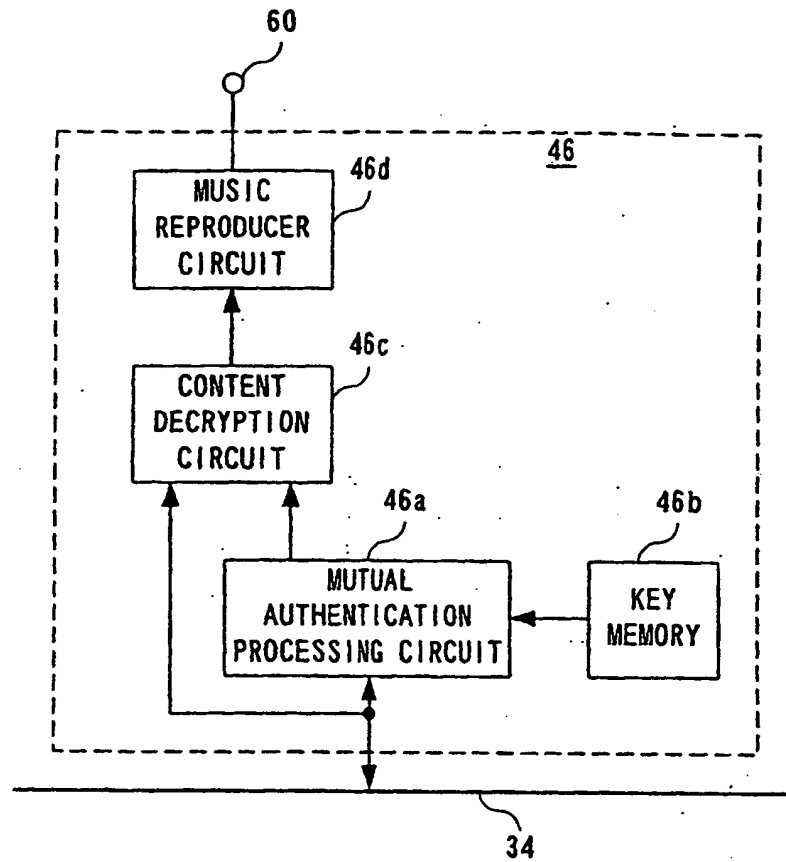 60
46
46d
MUSIC
REPRODUCER
CIRCUIT
46c
CONTENT
DECRYPTION
CIRCUIT
46a
46b
MUTUAL
AUTHENTICATION
PROCESSING CIRCUIT
KEY
MEMORY
34